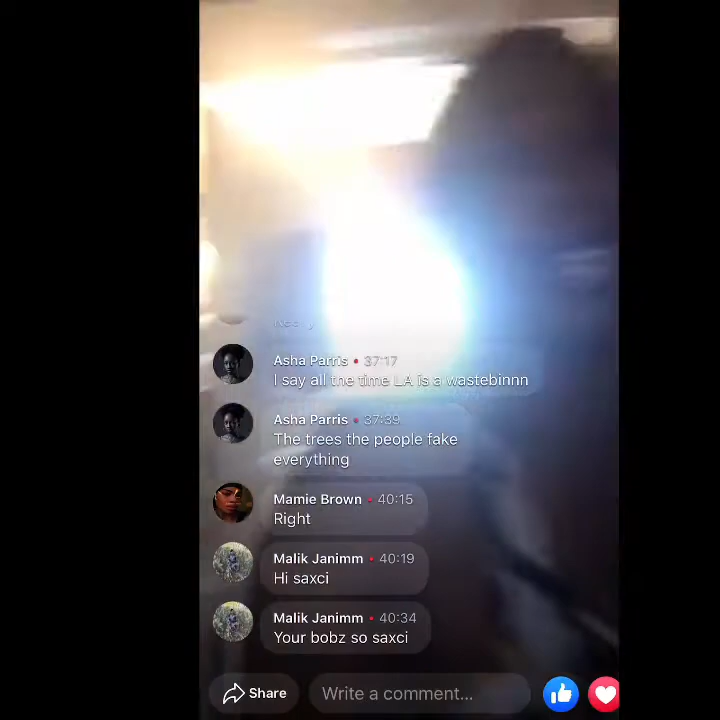 Asha Parris • 37:17
I say all the time LA is a wastebinnn
Asha Parris • 37:39
The trees the people fake
everything
Mamie Brown • 40:15
Right
Malik Janimm • 40:19
Hi saxci
Malik Janimm • 40:34
Your bobz so saxci
Share
Write a comment...